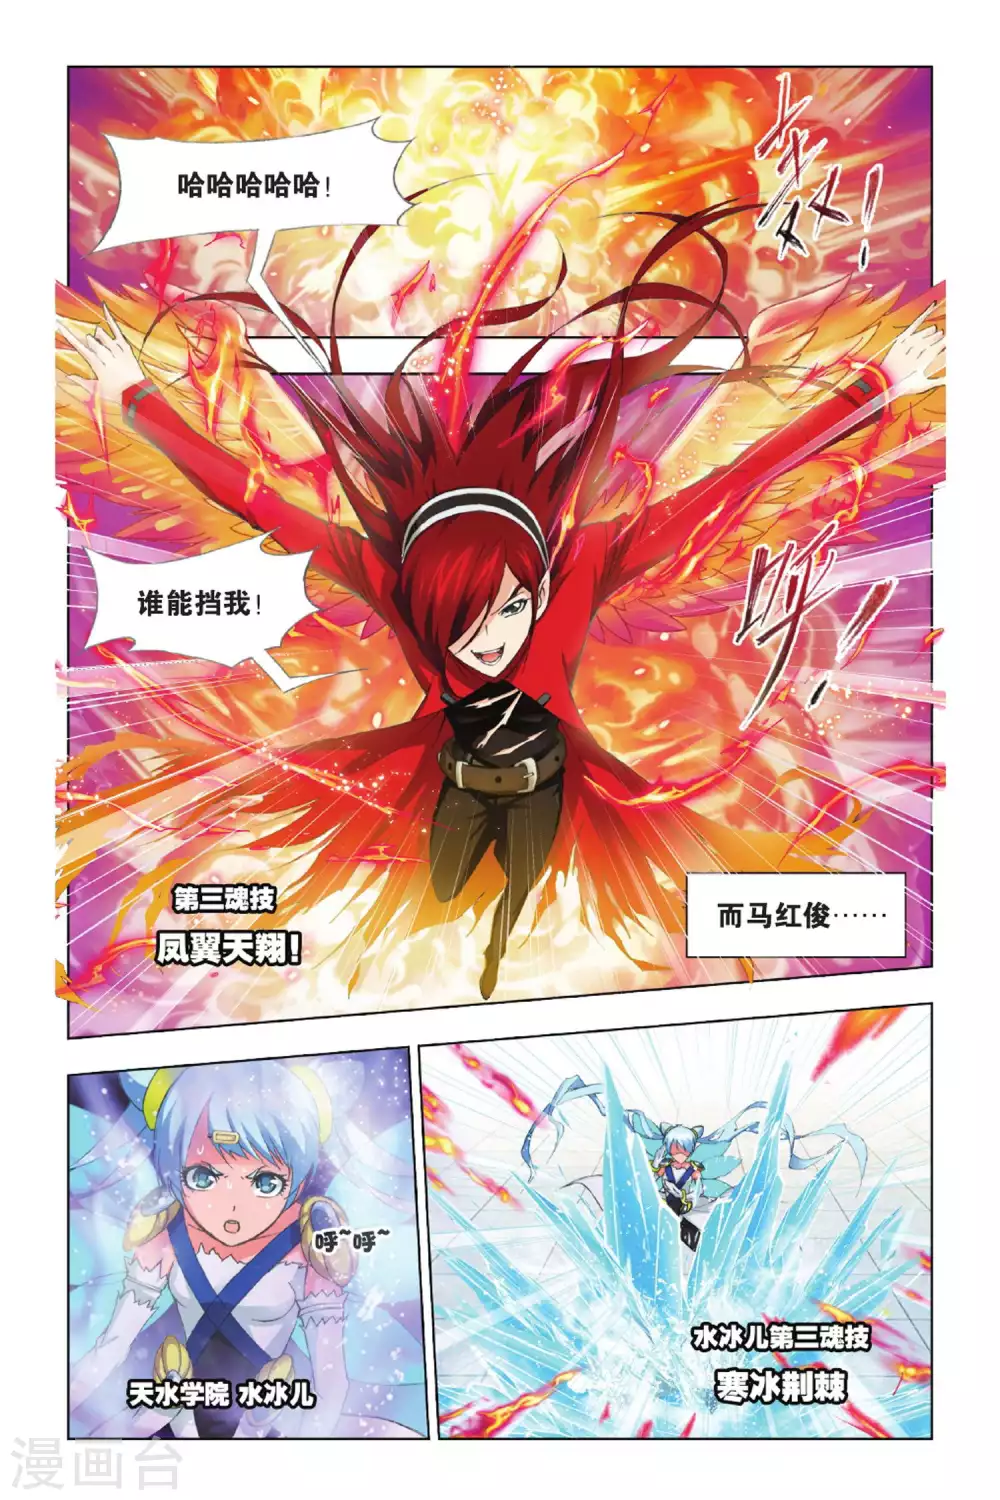 哈哈哈哈哈！
轰！
谁能挡我！
呼！
第三魂技
凤翼天翔！
而马红俊……
呼~呼~
天水学院 水冰儿
水冰儿第二魂技
寒冰荆棘
漫画台